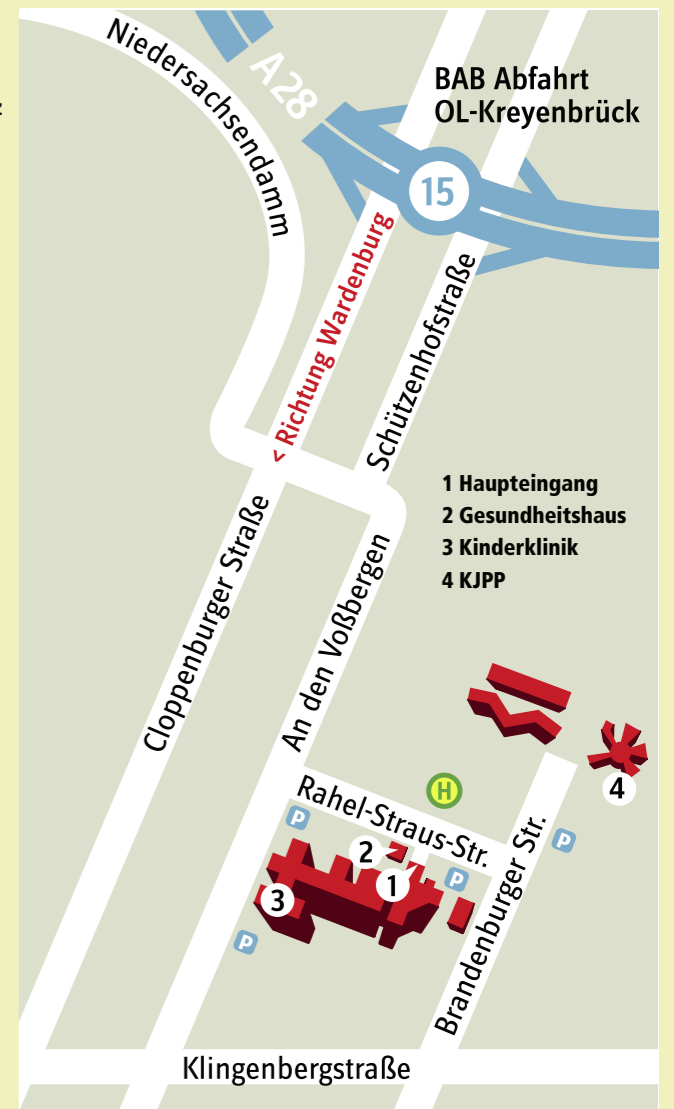 Niedersachsendamm
A28
BAB Abfahrt
OL-Kreyenbrück
z
15
< Richtung Wardenburg
Schützenhofstraße
1 Haupteingang
2 Gesundheitshaus
3 Kinderklinik
4 KJPP
Cloppenburger Straße
An den Voßbergen
H
4
Rahel-Straus-Str.
P
P
2
P
1
3
Brandenburger Str.
P
Klingenbergstraße